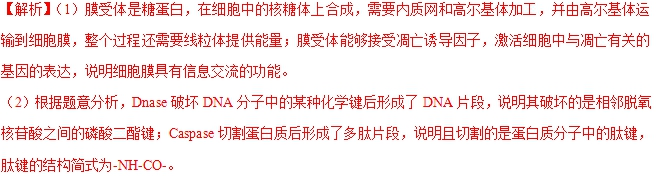 【解析】（1）膜受体是糖蛋白，在细胞中的核糖体上合成，需要内质网和高尔基体加工，并由高尔基体运
输到细胞膜，整个过程还需要线粒体提供能量；膜受体能够接受凋亡诱导因子，激活细胞中与凋亡有关的
基因的表达，说明细胞膜具有信息交流的功能。
（2）根据题意分析，Dnase 破坏 DNA 分子中的某种化学键后形成了 DNA 片段，说明其破坏的是相邻脱氧
核苷酸之间的磷酸二酯键；Caspase 切割蛋白质后形成了多肽片段，说明且切割的是蛋白质分子中的肽键，
肽键的结构简式为-NH-CO-。